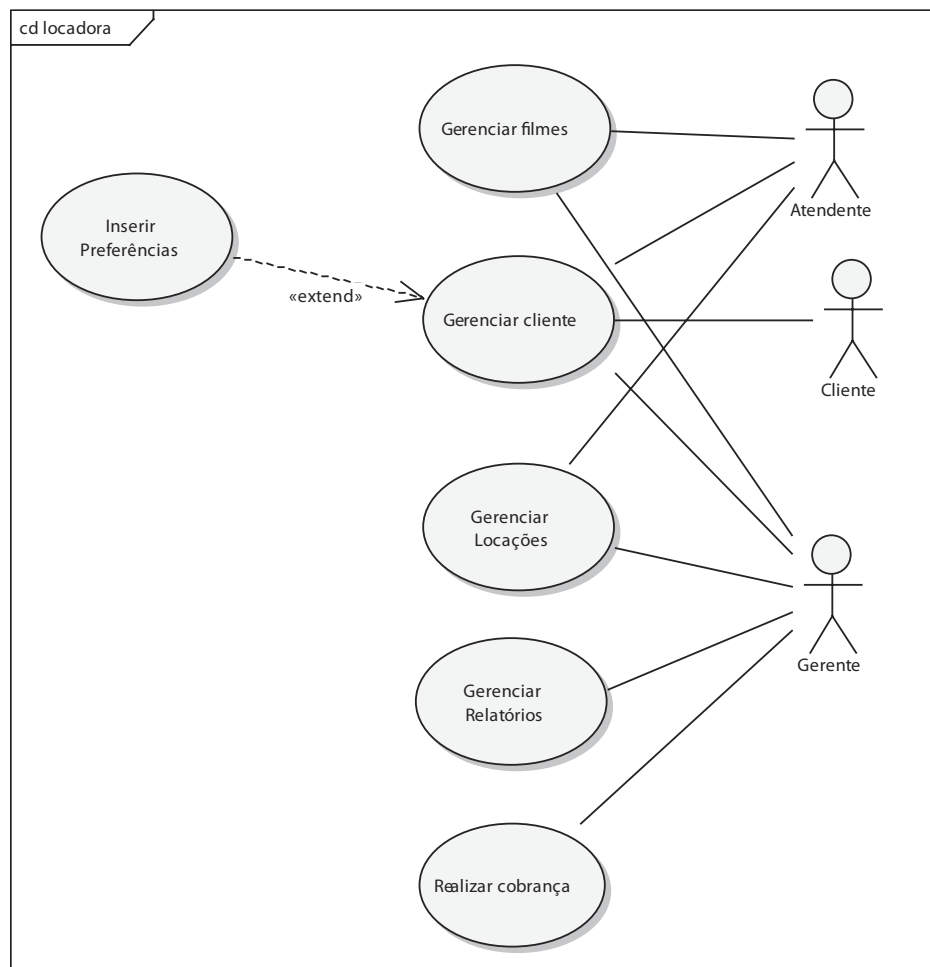 cd locadora
Gerenciar filmes
Atendente
Inserir
Preferências
«extend»
Gerenciar cliente
Cliente
Gerenciar
Locações
Gerente
Gerenciar
Relatórios
Realizar cobrança